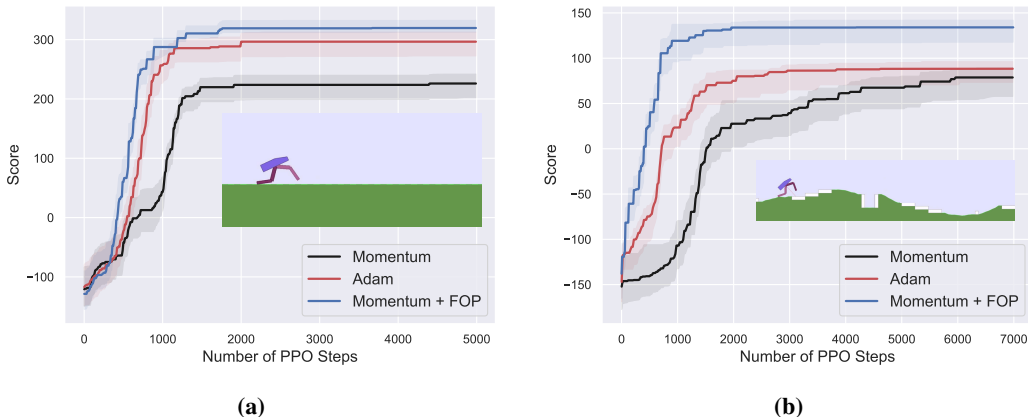 300
200
100
0
−100
Score
0
1000
2000
3000
4000
5000
Number of PPO Steps
Momentum
Adam
Momentum + FOP
(a)
150
100
50
0
−50
−100
−150
Score
0
1000
2000
3000
4000
5000
6000
7000
Number of PPO Steps
Momentum
Adam
Momentum + FOP
(b)